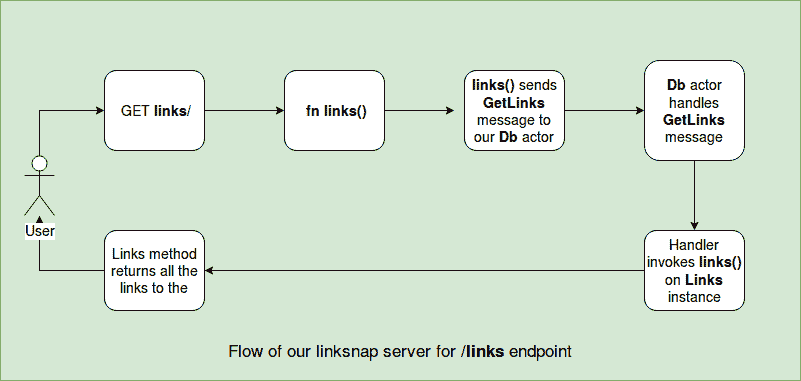 GET links/
fn links()
links() sends
GetLinks
message to
our Db actor
Db actor
handles
GetLinks
message
User
Links method
returns all the
links to the
Handler
invokes links()
on Links
instance
Flow of our linksnap server for /links endpoint